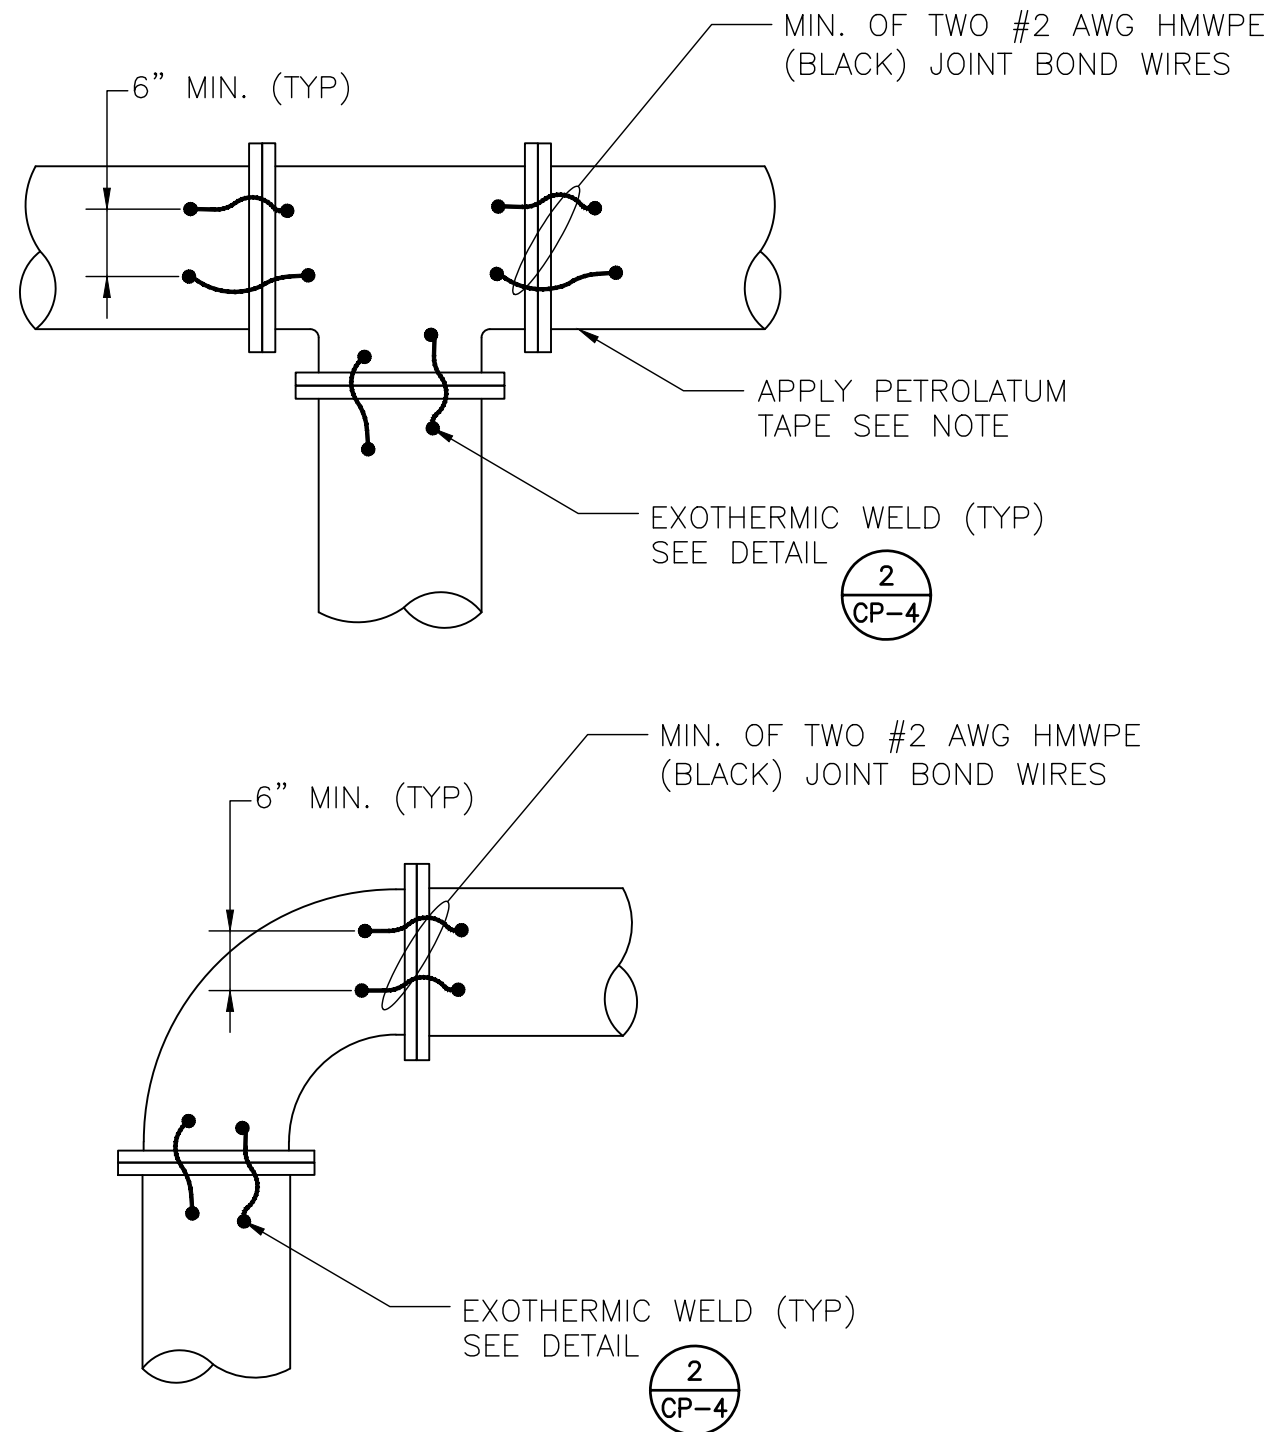 MIN. OF TWO #2 AWG HMWPE
(BLACK) JOINT BOND WIRES
6” MIN. (TYP)
APPLY PETROLATUM
TAPE SEE NOTE
EXOTHERMIC WELD (TYP)
SEE DETAIL
2
CP-4
MIN. OF TWO #2 AWG HMWPE
(BLACK) JOINT BOND WIRES
6” MIN. (TYP)
EXOTHERMIC WELD (TYP)
SEE DETAIL
2
CP-4